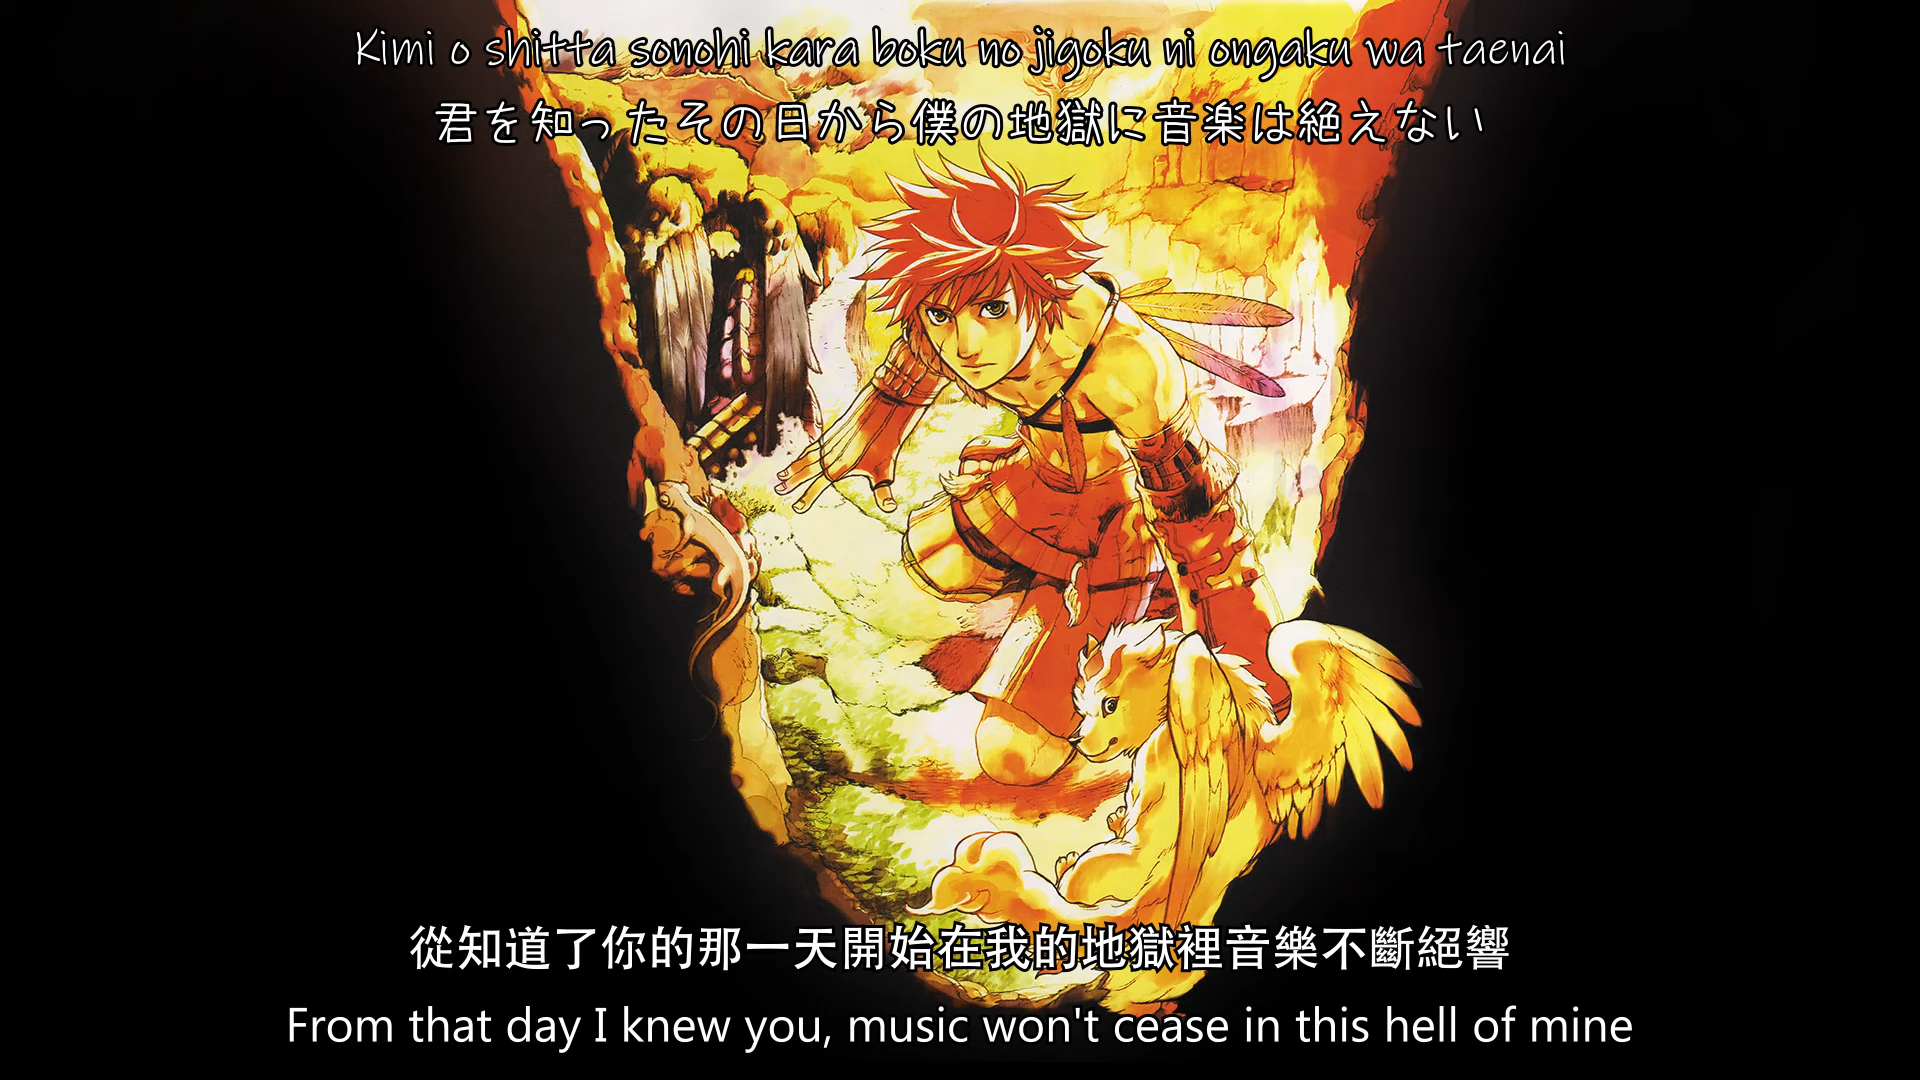 Kimi o shitta sonohi kara boku no jigoku ni ongaku wa taenai
君を知ったその日から僕の地獄に音楽は絶えない
從知道了你的那一天開始在我的地獄裡音樂不斷絕響
From that day I knew you, music won't cease in this hell of mine